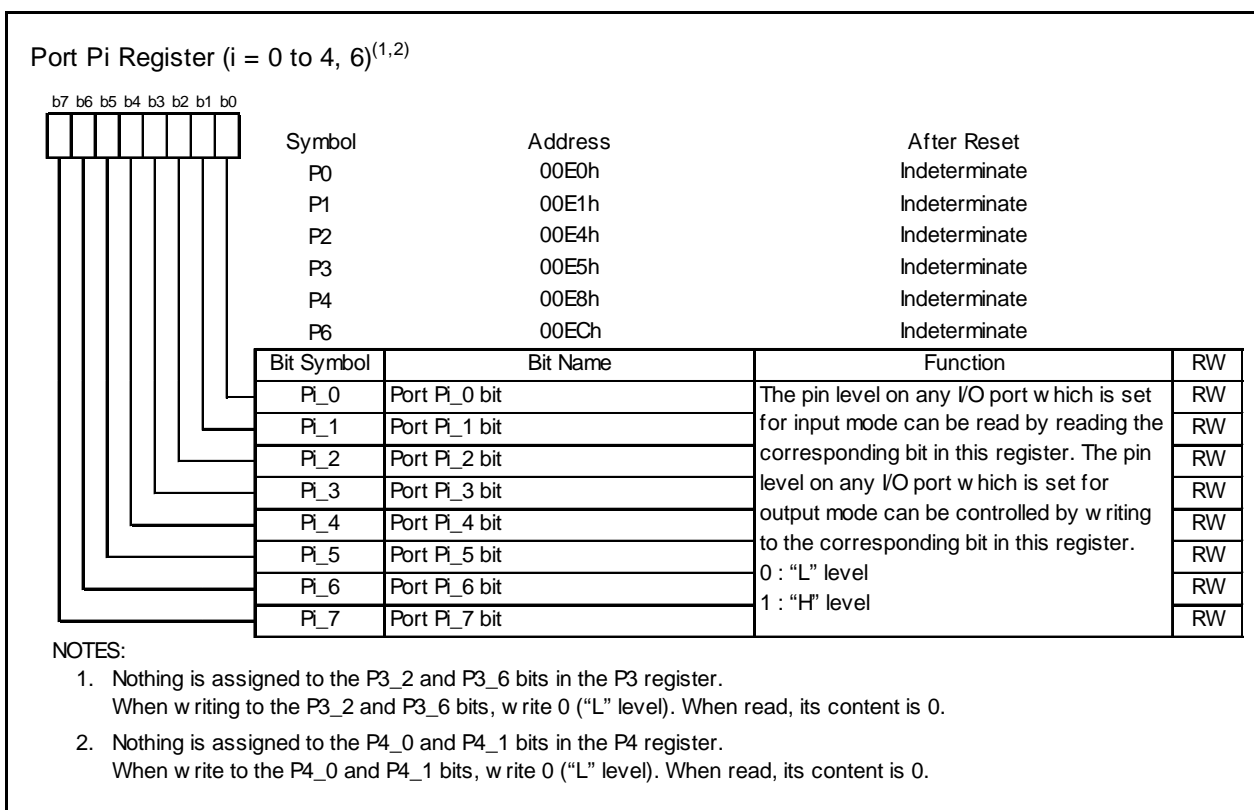 Port Pi Register (i = 0 to 4, 6)(1,2)
b7 b6 b5 b4 b3 b2 b1 b0
Symbol Address After Reset
P0 00E0h Indeterminate
P1 00E1h Indeterminate
P2 00E4h Indeterminate
P3 00E5h Indeterminate
P4 00E8h Indeterminate
P6 00ECh Indeterminate
Bit Symbol Bit Name Function RW
Pi_0 Port Pi_0 bit The pin level on any I/O port which is set RW
Pi_1 Port Pi_1 bit for input mode can be read by reading the RW
Pi_2 Port Pi_2 bit corresponding bit in this register. The pin RW
Pi_3 Port Pi_3 bit level on any I/O port which is set for RW
Pi_4 Port Pi_4 bit output mode can be controlled by writing RW
Pi_5 Port Pi_5 bit to the corresponding bit in this register. RW
Pi_6 Port Pi_6 bit 0 : “L” level RW
Pi_7 Port Pi_7 bit 1 : “H” level RW
NOTES:
1. Nothing is assigned to the P3_2 and P3_6 bits in the P3 register.
When writing to the P3_2 and P3_6 bits, write 0 (“L” level). When read, its content is 0.
2. Nothing is assigned to the P4_0 and P4_1 bits in the P4 register.
When write to the P4_0 and P4_1 bits, write 0 (“L” level). When read, its content is 0.